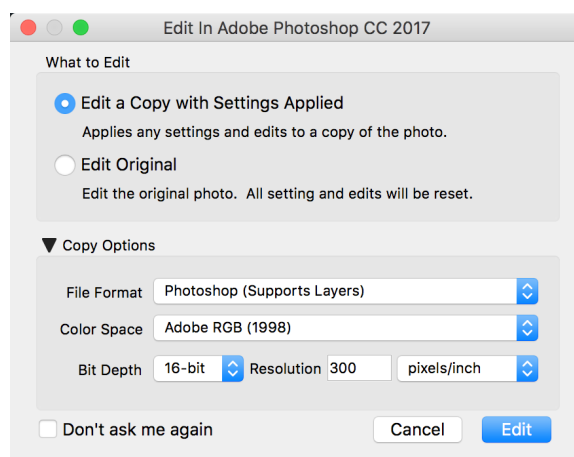 Edit In Adobe Photoshop CC 2017
What to Edit
Edit a Copy with Settings Applied
Applies any settings and edits to a copy of the photo.
Edit Original
Edit the original photo.  All setting and edits will be reset.
Copy Options
File Format Photoshop (Supports Layers)
Color Space Adobe RGB (1998)
Bit Depth 16-bit Resolution 300 pixels/inch
Don't ask me again Cancel Edit